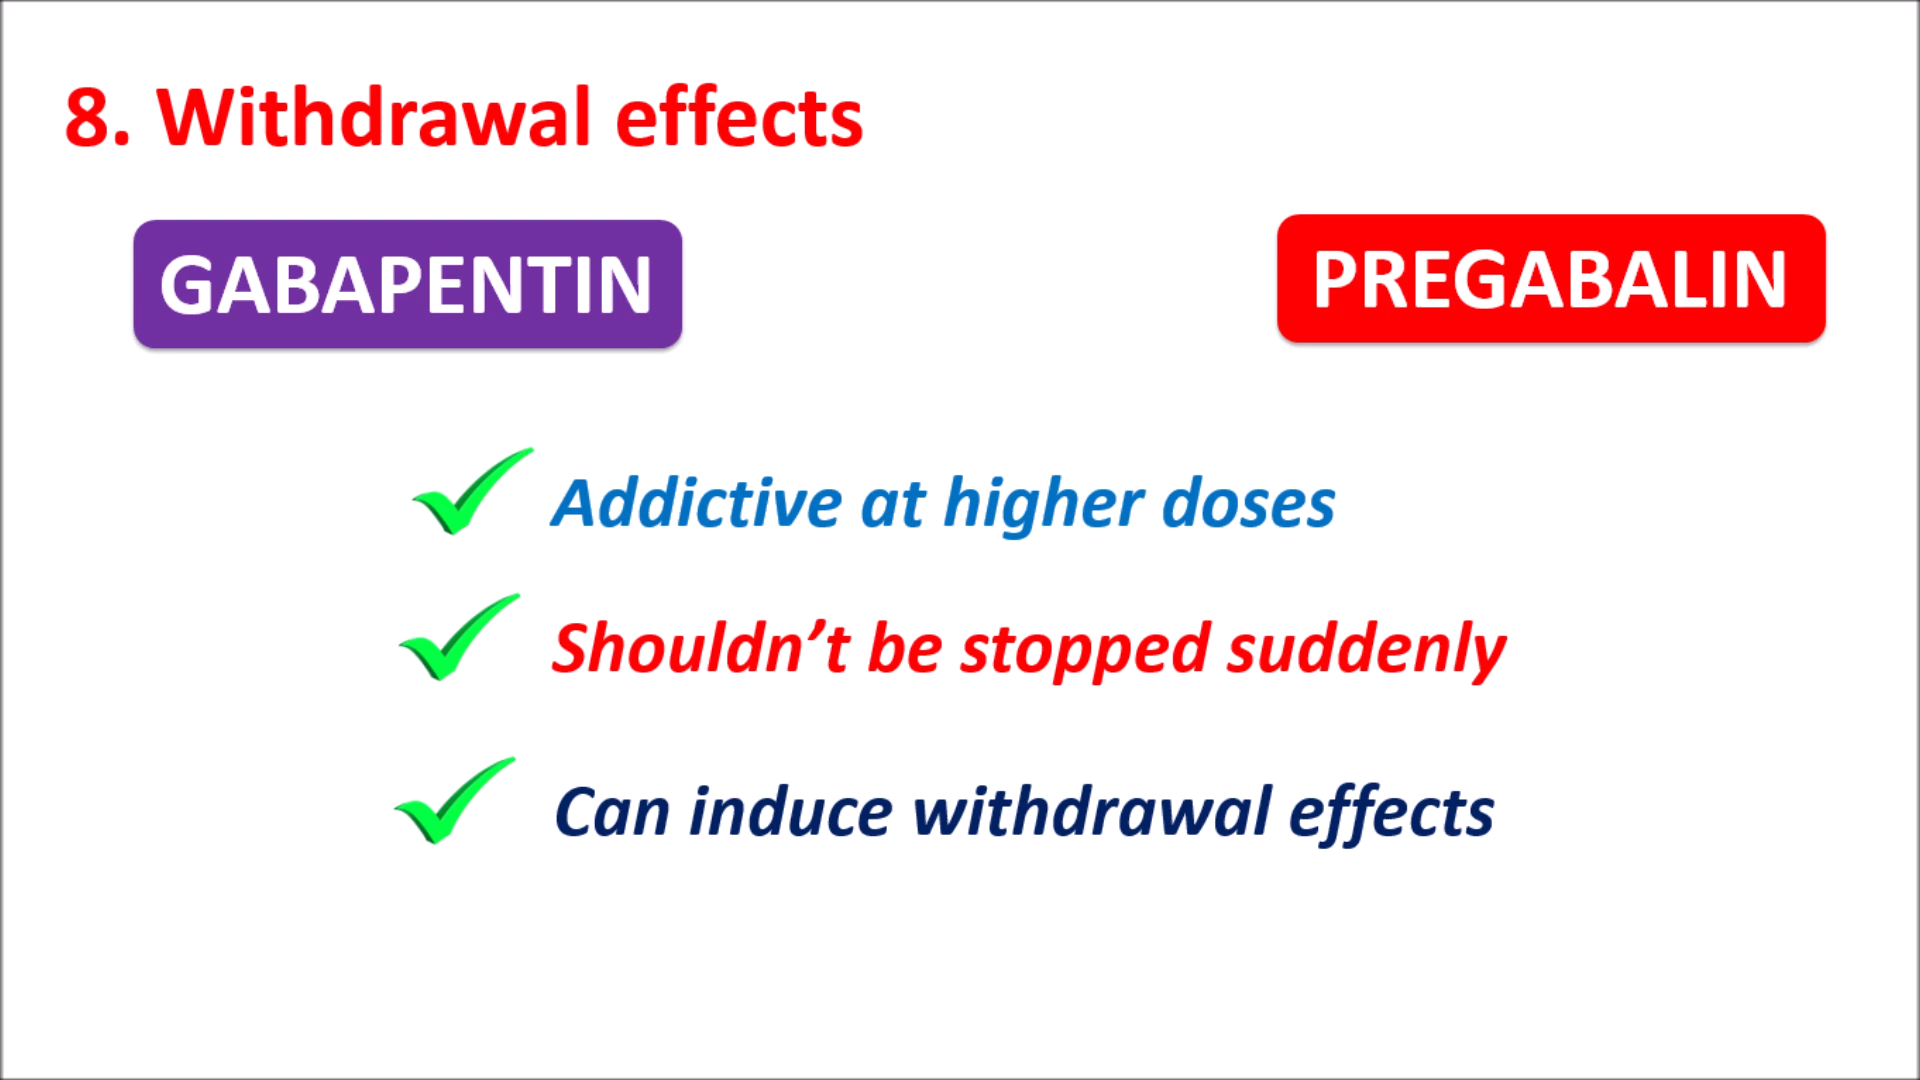 8. Withdrawal effects
GABAPENTIN
PREGABALIN
Addictive at higher doses
Shouldn’t be stopped suddenly
Can induce withdrawal effects